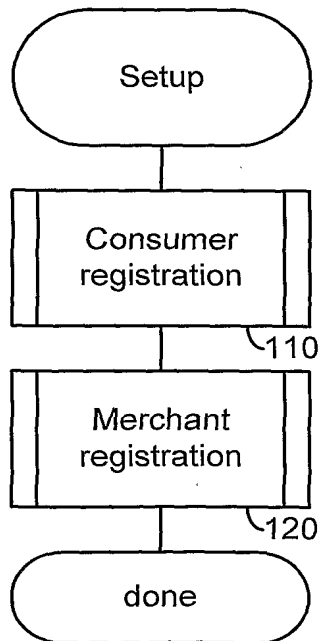 Setup
Consumer
registration
110
Merchant
registration
120
done